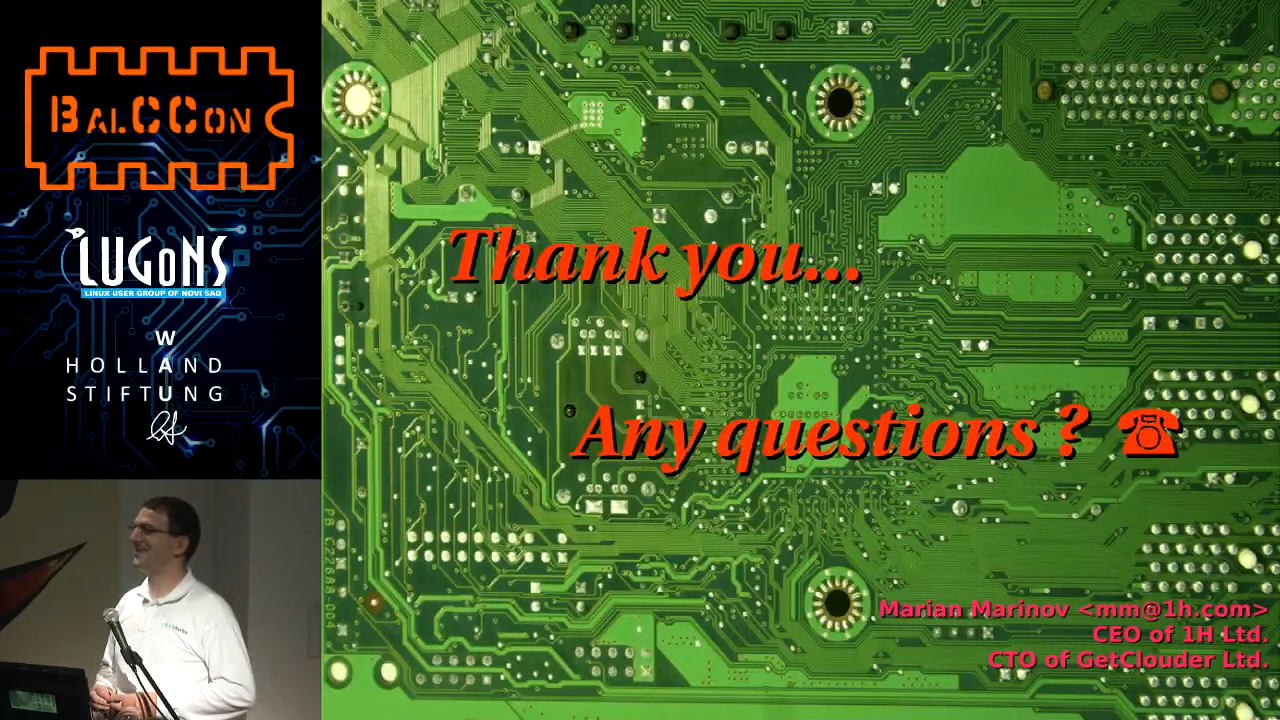 BALCCON
LUGoNS
LINUX USER GROUP OF NOVI SAD
WAU
HOLLAND
STIFTUNG
Thank you...
Any questions ? ☎
Marian Marinov <mm@1h.com>
CEO of 1H Ltd.
CTO of GetClouder Ltd.